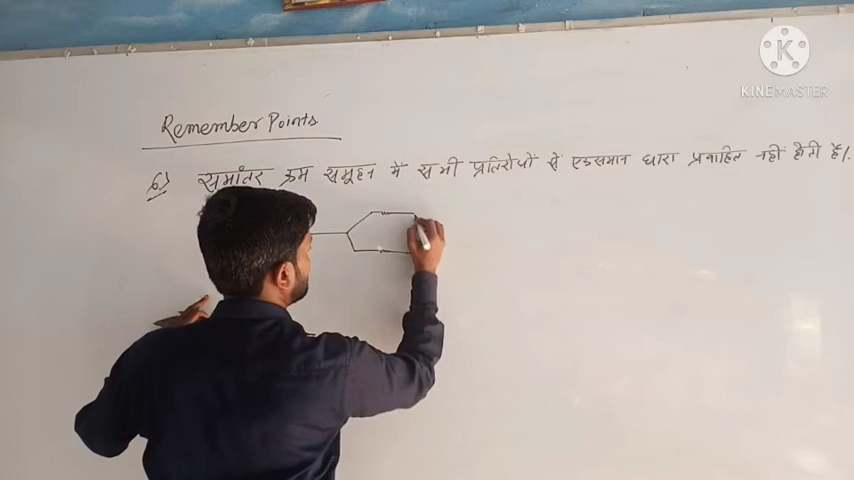 KINEMASTER
Remember Points
6) समांतर क्रम समूहन में सभी प्रतिरोधों से एकसमान धारा प्रवाहित नहीं होती है।